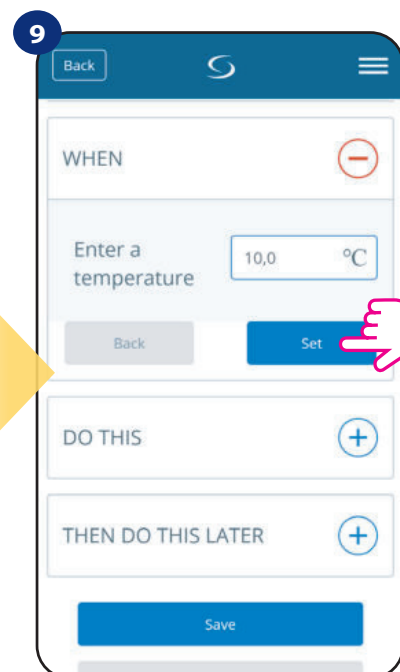 9
Back
WHEN
Enter a
temperature
10,0 °C
Back Set
DO THIS
THEN DO THIS LATER
Save